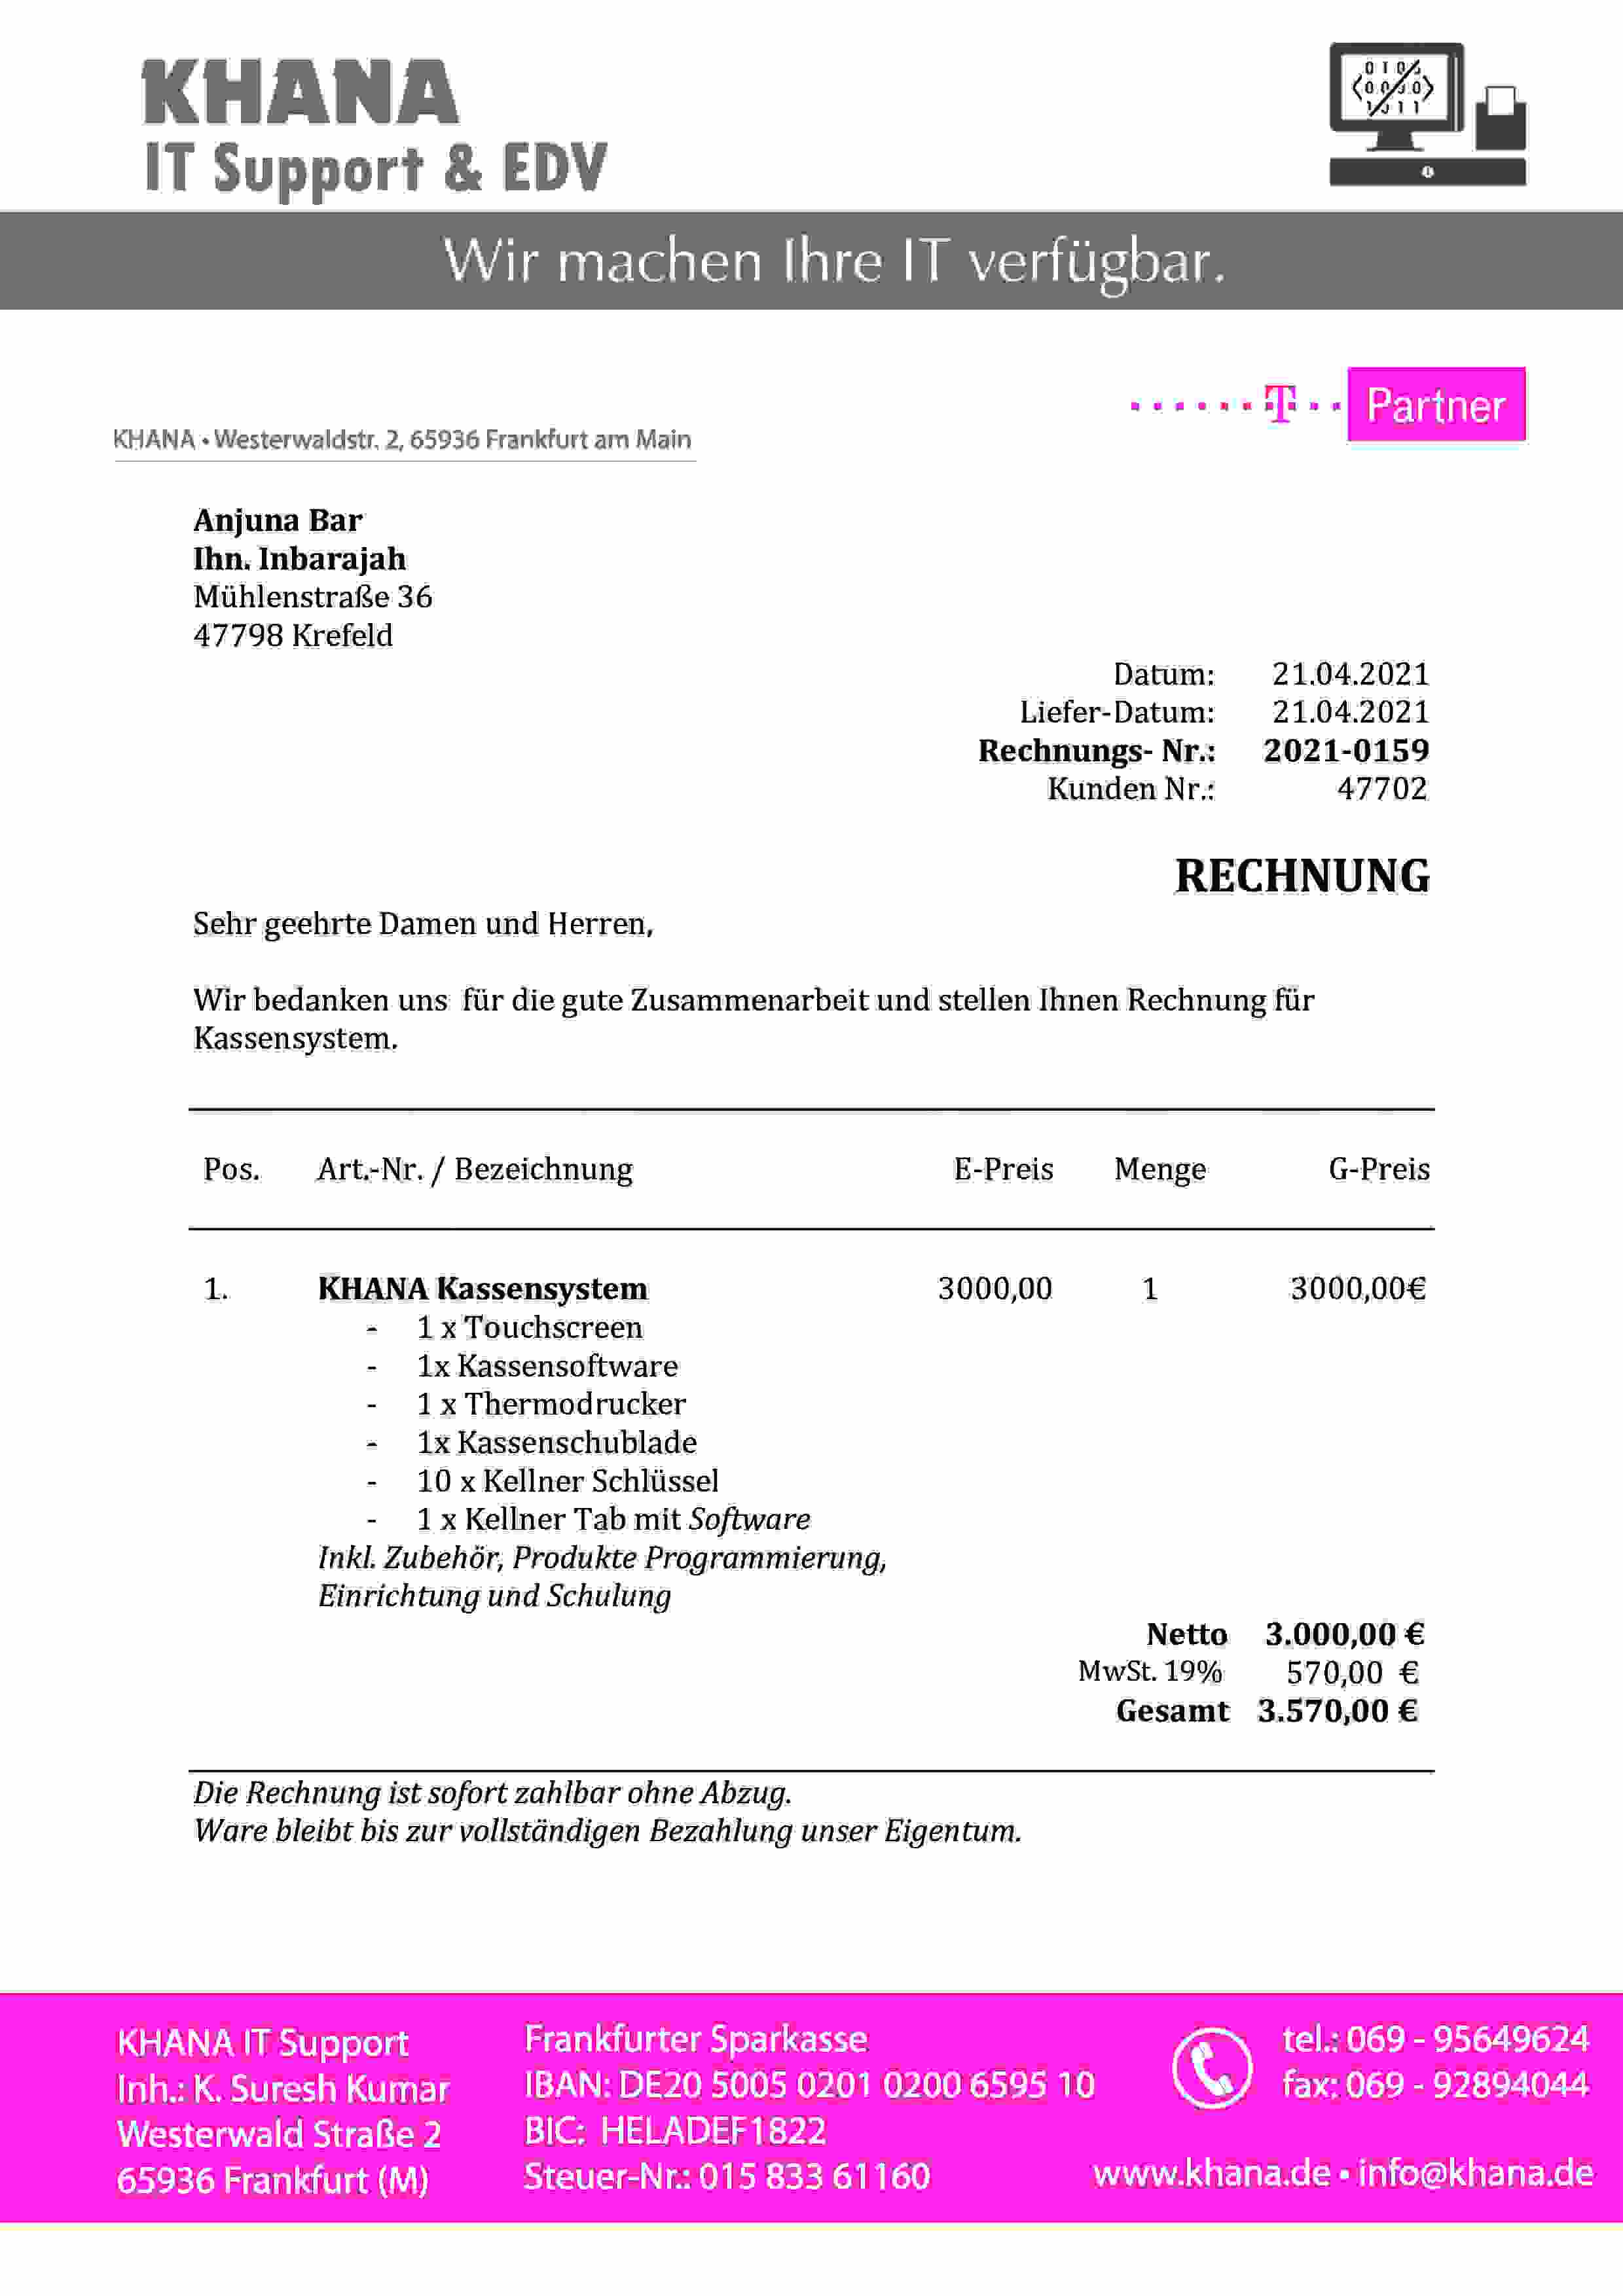 KHANA
IT Support & EDV
Wir machen Ihre IT verfügbar.
T Partner
KHANA • Westerwaldstr. 2, 65936 Frankfurt am Main
Anjuna Bar
Ihn. Inbarajah
Mühlenstraße 36
47798 Krefeld
Datum: 21.04.2021
Liefer-Datum: 21.04.2021
Rechnungs- Nr.: 2021-0159
Kunden Nr.: 47702
RECHNUNG
Sehr geehrte Damen und Herren,
Wir bedanken uns für die gute Zusammenarbeit und stellen Ihnen Rechnung für
Kassensystem.
Pos. Art.-Nr. / Bezeichnung E-Preis Menge G-Preis
1. KHANA Kassensystem 3000,00 1 3000,00€
- 1 x Touchscreen
- 1x Kassensoftware
- 1 x Thermodrucker
- 1x Kassenschublade
- 10 x Kellner Schlüssel
- 1 x Kellner Tab mit Software
Inkl. Zubehör, Produkte Programmierung,
Einrichtung und Schulung
Netto 3.000,00 €
MwSt. 19% 570,00 €
Gesamt 3.570,00 €
Die Rechnung ist sofort zahlbar ohne Abzug.
Ware bleibt bis zur vollständigen Bezahlung unser Eigentum.
KHANA IT Support
Inh.: K. Suresh Kumar
Westerwald Straße 2
65936 Frankfurt (M)
Frankfurter Sparkasse
IBAN: DE20 5005 0201 0200 6595 10
BIC: HELADEF1822
Steuer-Nr.: 015 833 61160
tel.: 069 - 95649624
fax: 069 - 92894044
www.khana.de • info@khana.de